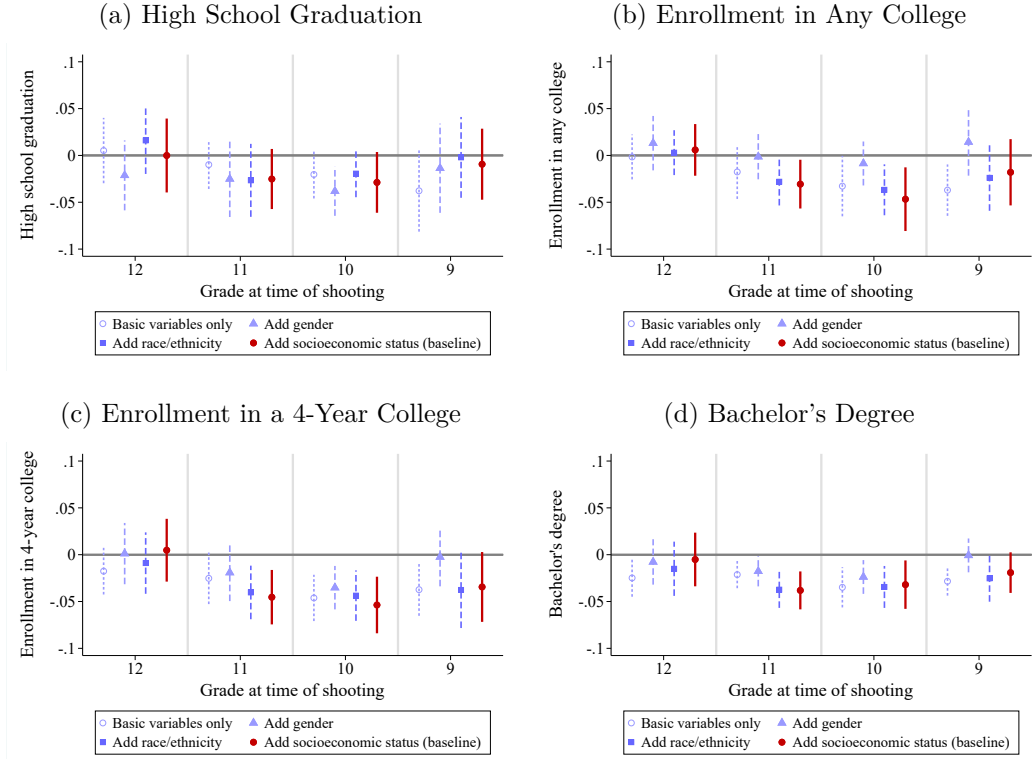 (a) High School Graduation
High school graduation
.1
.05
0
-.05
-.1
12 11 10 9
Grade at time of shooting
Basic variables only Add gender
Add race/ethnicity Add socioeconomic status (baseline)
(b) Enrollment in Any College
Enrollment in any college
.1
.05
0
-.05
-.1
12 11 10 9
Grade at time of shooting
Basic variables only Add gender
Add race/ethnicity Add socioeconomic status (baseline)
(c) Enrollment in a 4-Year College
Enrollment in 4-year college
.1
.05
0
-.05
-.1
12 11 10 9
Grade at time of shooting
Basic variables only Add gender
Add race/ethnicity Add socioeconomic status (baseline)
(d) Bachelor's Degree
Bachelor's degree
.1
.05
0
-.05
-.1
12 11 10 9
Grade at time of shooting
Basic variables only Add gender
Add race/ethnicity Add socioeconomic status (baseline)